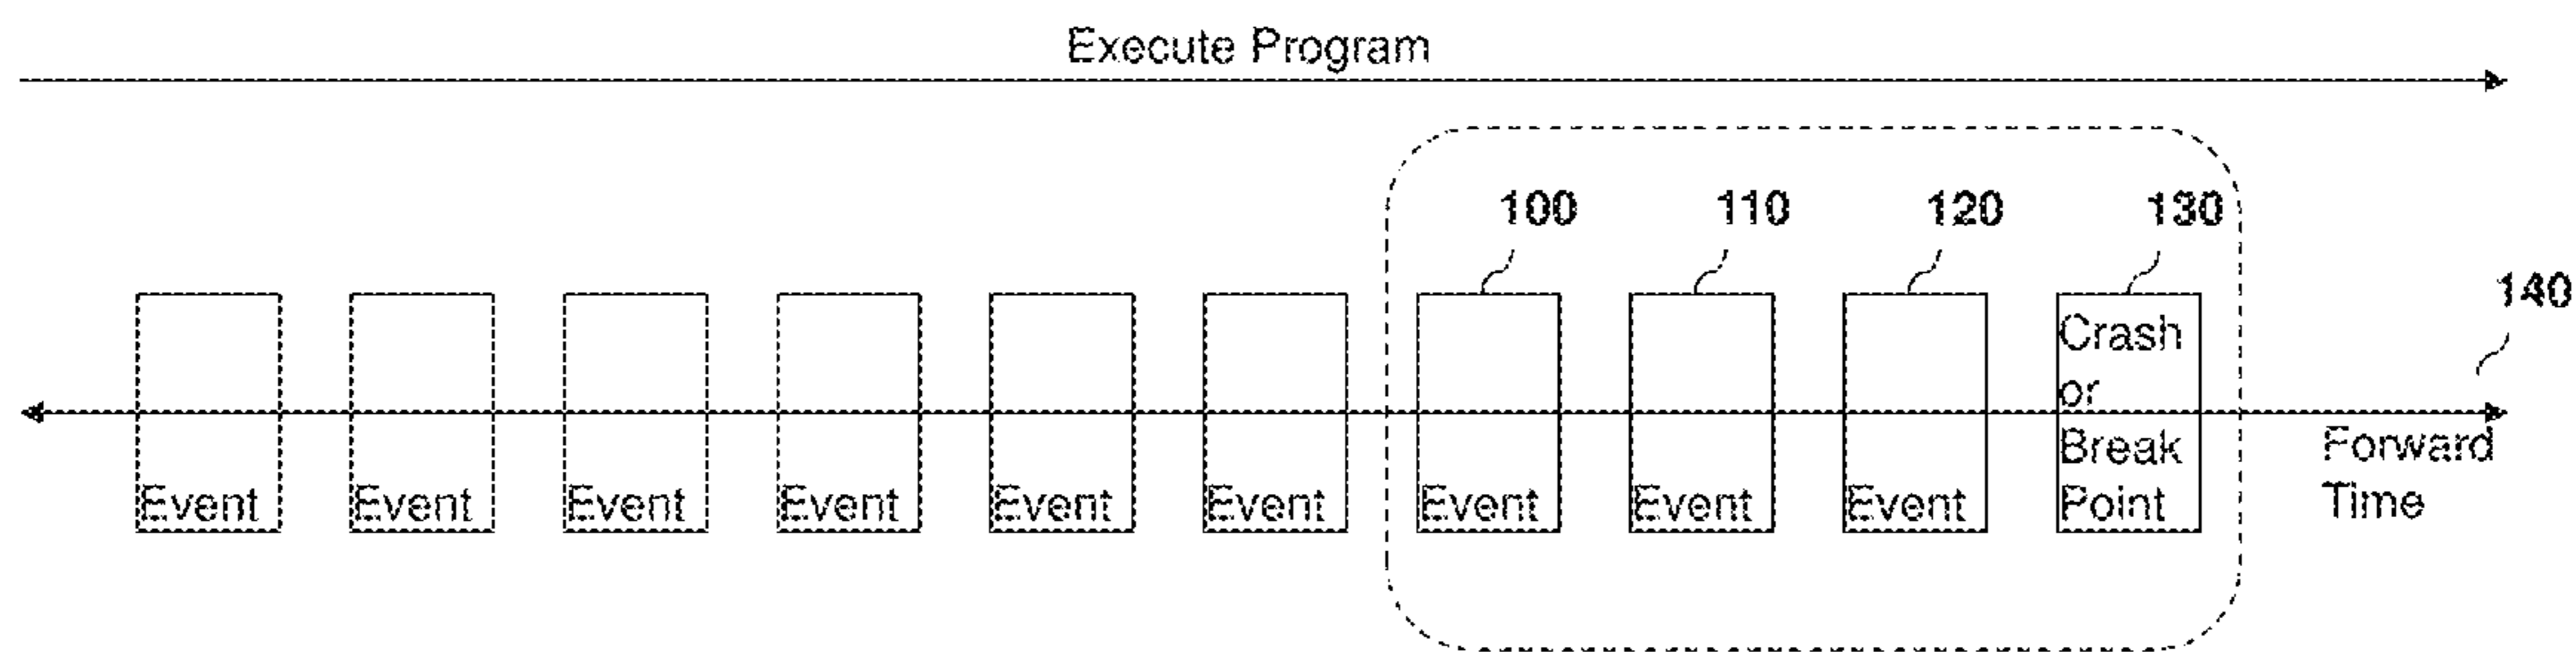 Execute Program
100 110 120 130
140
Crash
or
Break
Point
Event Event Event Event Event Event Event Event Event
Forward
Time